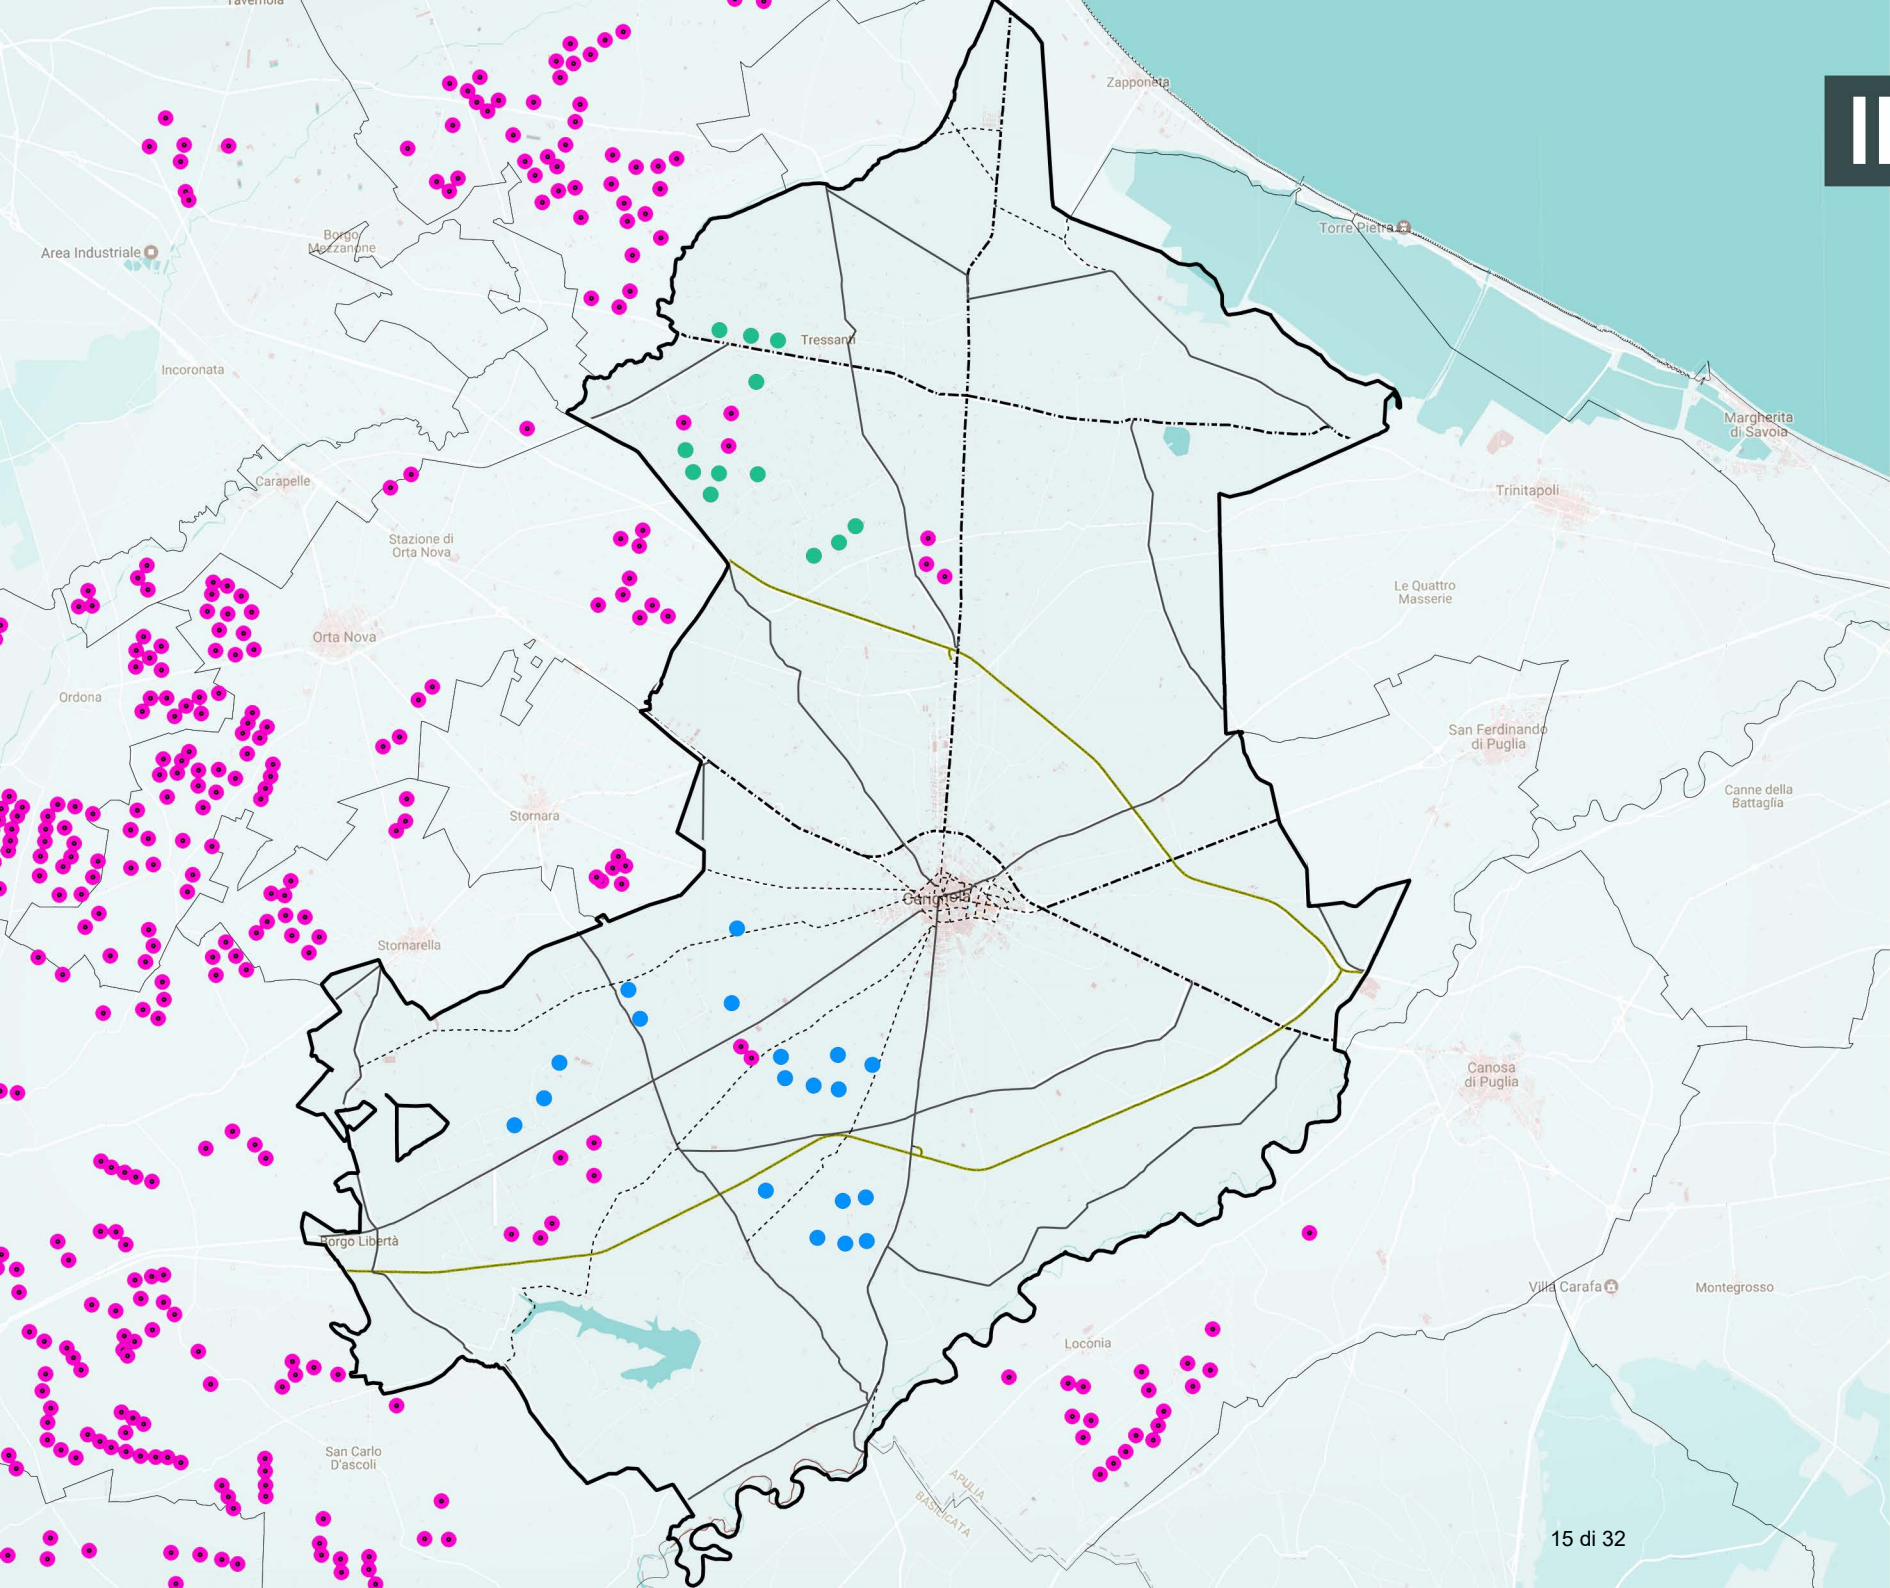 Zapponeta
Torre Pietra
Area Industriale
Borgo
Mezzanone
Tressanti
Incoronata
Margherita
di Savoia
Carapelle
Trinitapoli
Stazione di
Orta Nova
Le Quattro
Masserie
Orta Nova
Ordona
San Ferdinando
di Puglia
Canne della
Battaglia
Stornara
Cerignola
Stornarella
Canosa
di Puglia
Borgo Libertà
Villa Carafa
Montegrosso
Loconia
San Carlo
D'ascoli
APULIA
BASILICATA
15 di 32